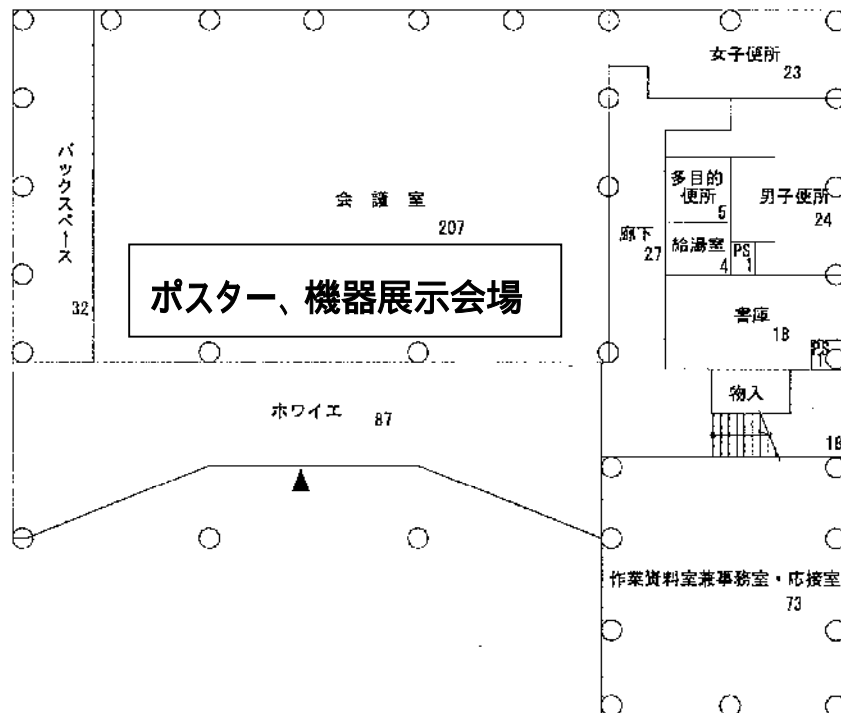 女子便所
23
バックスペース
32
会 議 室
207
ポスター、機器展示会場
廊下
27
多目的
便所
5
男子便所
24
給湯室
4
PS
1
書庫
18
PS
1
物入
18
ホワイエ 87
作業資料室兼事務室・応接室
73